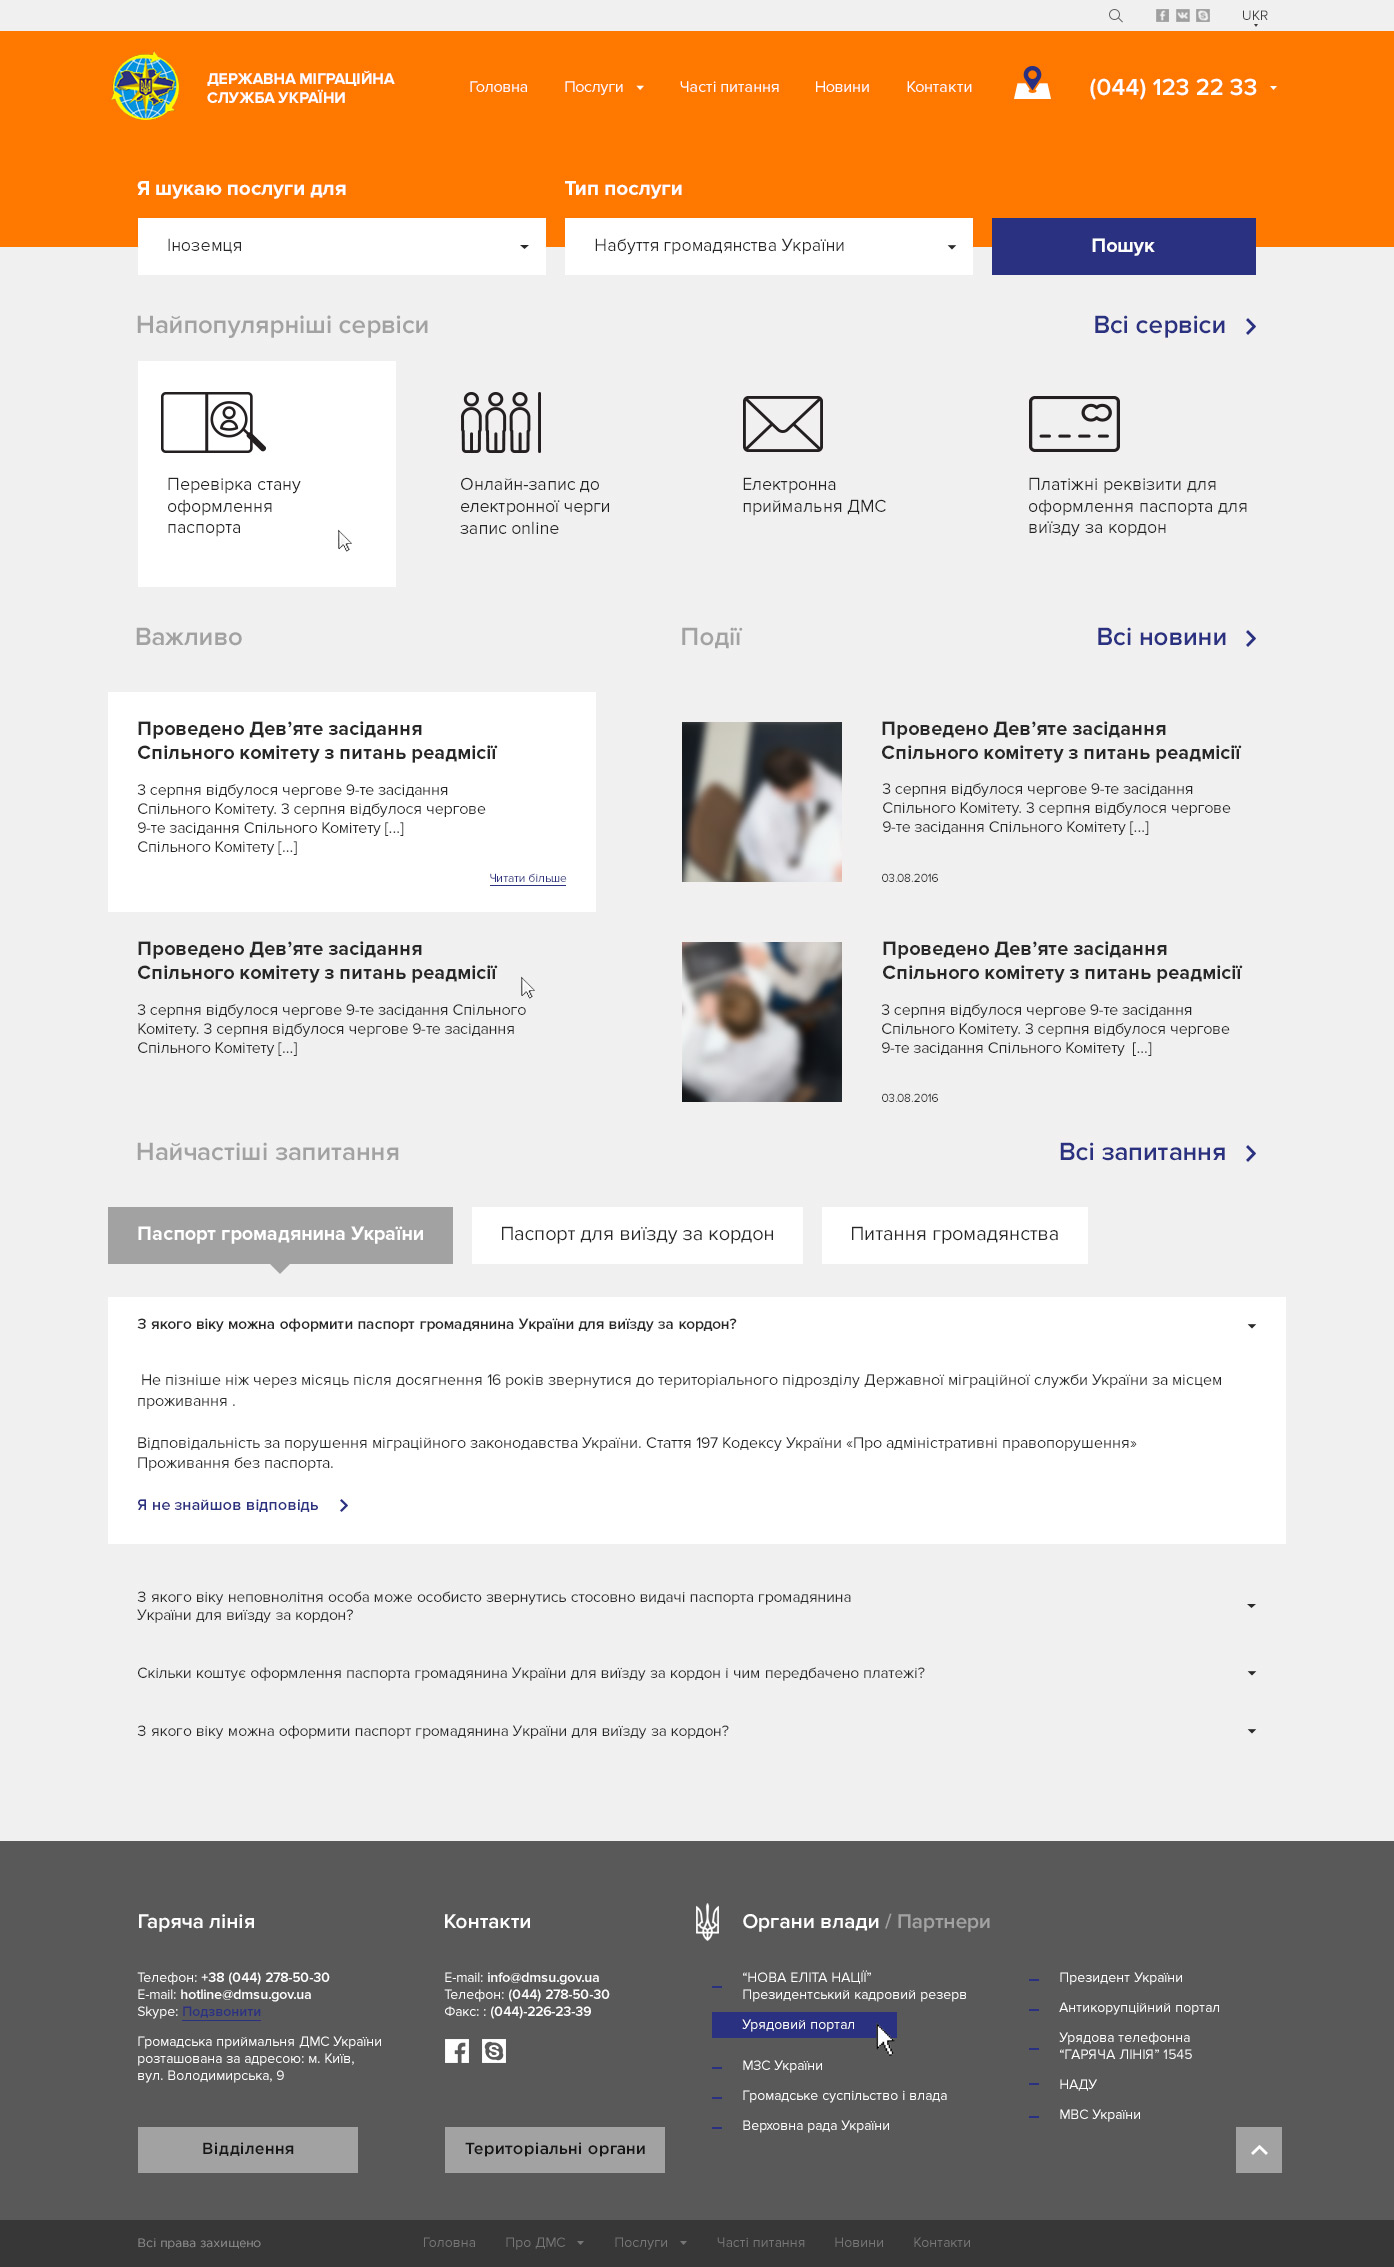 UKR
ДЕРЖАВНА МІГРАЦІЙНА
СЛУЖБА УКРАЇНИ
Головна
Послуги
Часті питання
Новини
Контакти
(044) 123 22 33
Я шукаю послуги для
Тип послуги
Іноземця
Набуття громадянства України
Пошук
Найпопулярніші сервіси
Всі сервіси
Перевірка стану
оформлення
паспорта
Онлайн-запис до
електронної черги
запис online
Електронна
приймальня ДМС
Платіжні реквізити для
оформлення паспорта для
виїзду за кордон
Важливо
Події
Всі новини
Проведено Дев’яте засідання
Спільного комітету з питань реадмісії
3 серпня відбулося чергове 9-те засідання
Спільного Комітету. 3 серпня відбулося чергове
9-те засідання Спільного Комітету [...]
Спільного Комітету [...]
Читати більше
Проведено Дев’яте засідання
Спільного комітету з питань реадмісії
3 серпня відбулося чергове 9-те засідання
Спільного Комітету. 3 серпня відбулося чергове
9-те засідання Спільного Комітету [...]
03.08.2016
Проведено Дев’яте засідання
Спільного комітету з питань реадмісії
3 серпня відбулося чергове 9-те засідання Спільного
Комітету. 3 серпня відбулося чергове 9-те засідання
Спільного Комітету [...]
Проведено Дев’яте засідання
Спільного комітету з питань реадмісії
3 серпня відбулося чергове 9-те засідання
Спільного Комітету. 3 серпня відбулося чергове
9-те засідання Спільного Комітету [...]
03.08.2016
Найчастіші запитання
Всі запитання
Паспорт громадянина України
Паспорт для виїзду за кордон
Питання громадянства
З якого віку можна оформити паспорт громадянина України для виїзду за кордон?
Не пізніше ніж через місяць після досягнення 16 років звернутися до територіального підрозділу Державної міграційної служби України за місцем
проживання .
Відповідальність за порушення міграційного законодавства України. Стаття 197 Кодексу України «Про адміністративні правопорушення»
Проживання без паспорта.
Я не знайшов відповідь
З якого віку неповнолітня особа може особисто звернутись стосовно видачі паспорта громадянина
України для виїзду за кордон?
Скільки коштує оформлення паспорта громадянина України для виїзду за кордон і чим передбачено платежі?
З якого віку можна оформити паспорт громадянина України для виїзду за кордон?
Гаряча лінія
Телефон: +38 (044) 278-50-30
E-mail: hotline@dmsu.gov.ua
Skype: Подзвонити
Громадська приймальня ДМС України
розташована за адресою: м. Київ,
вул. Володимирська, 9
Відділення
Контакти
E-mail: info@dmsu.gov.ua
Телефон: (044) 278-50-30
Факс: : (044)-226-23-39
Територіальні органи
Органи влади / Партнери
“НОВА ЕЛІТА НАЦІЇ”
Президентський кадровий резерв
Урядовий портал
МЗС України
Громадське суспільство і влада
Верховна рада України
Президент України
Антикорупційний портал
Урядова телефонна
“ГАРЯЧА ЛІНІЯ” 1545
НАДУ
МВС України
Всі права захищено
Головна
Про ДМС
Послуги
Часті питання
Новини
Контакти